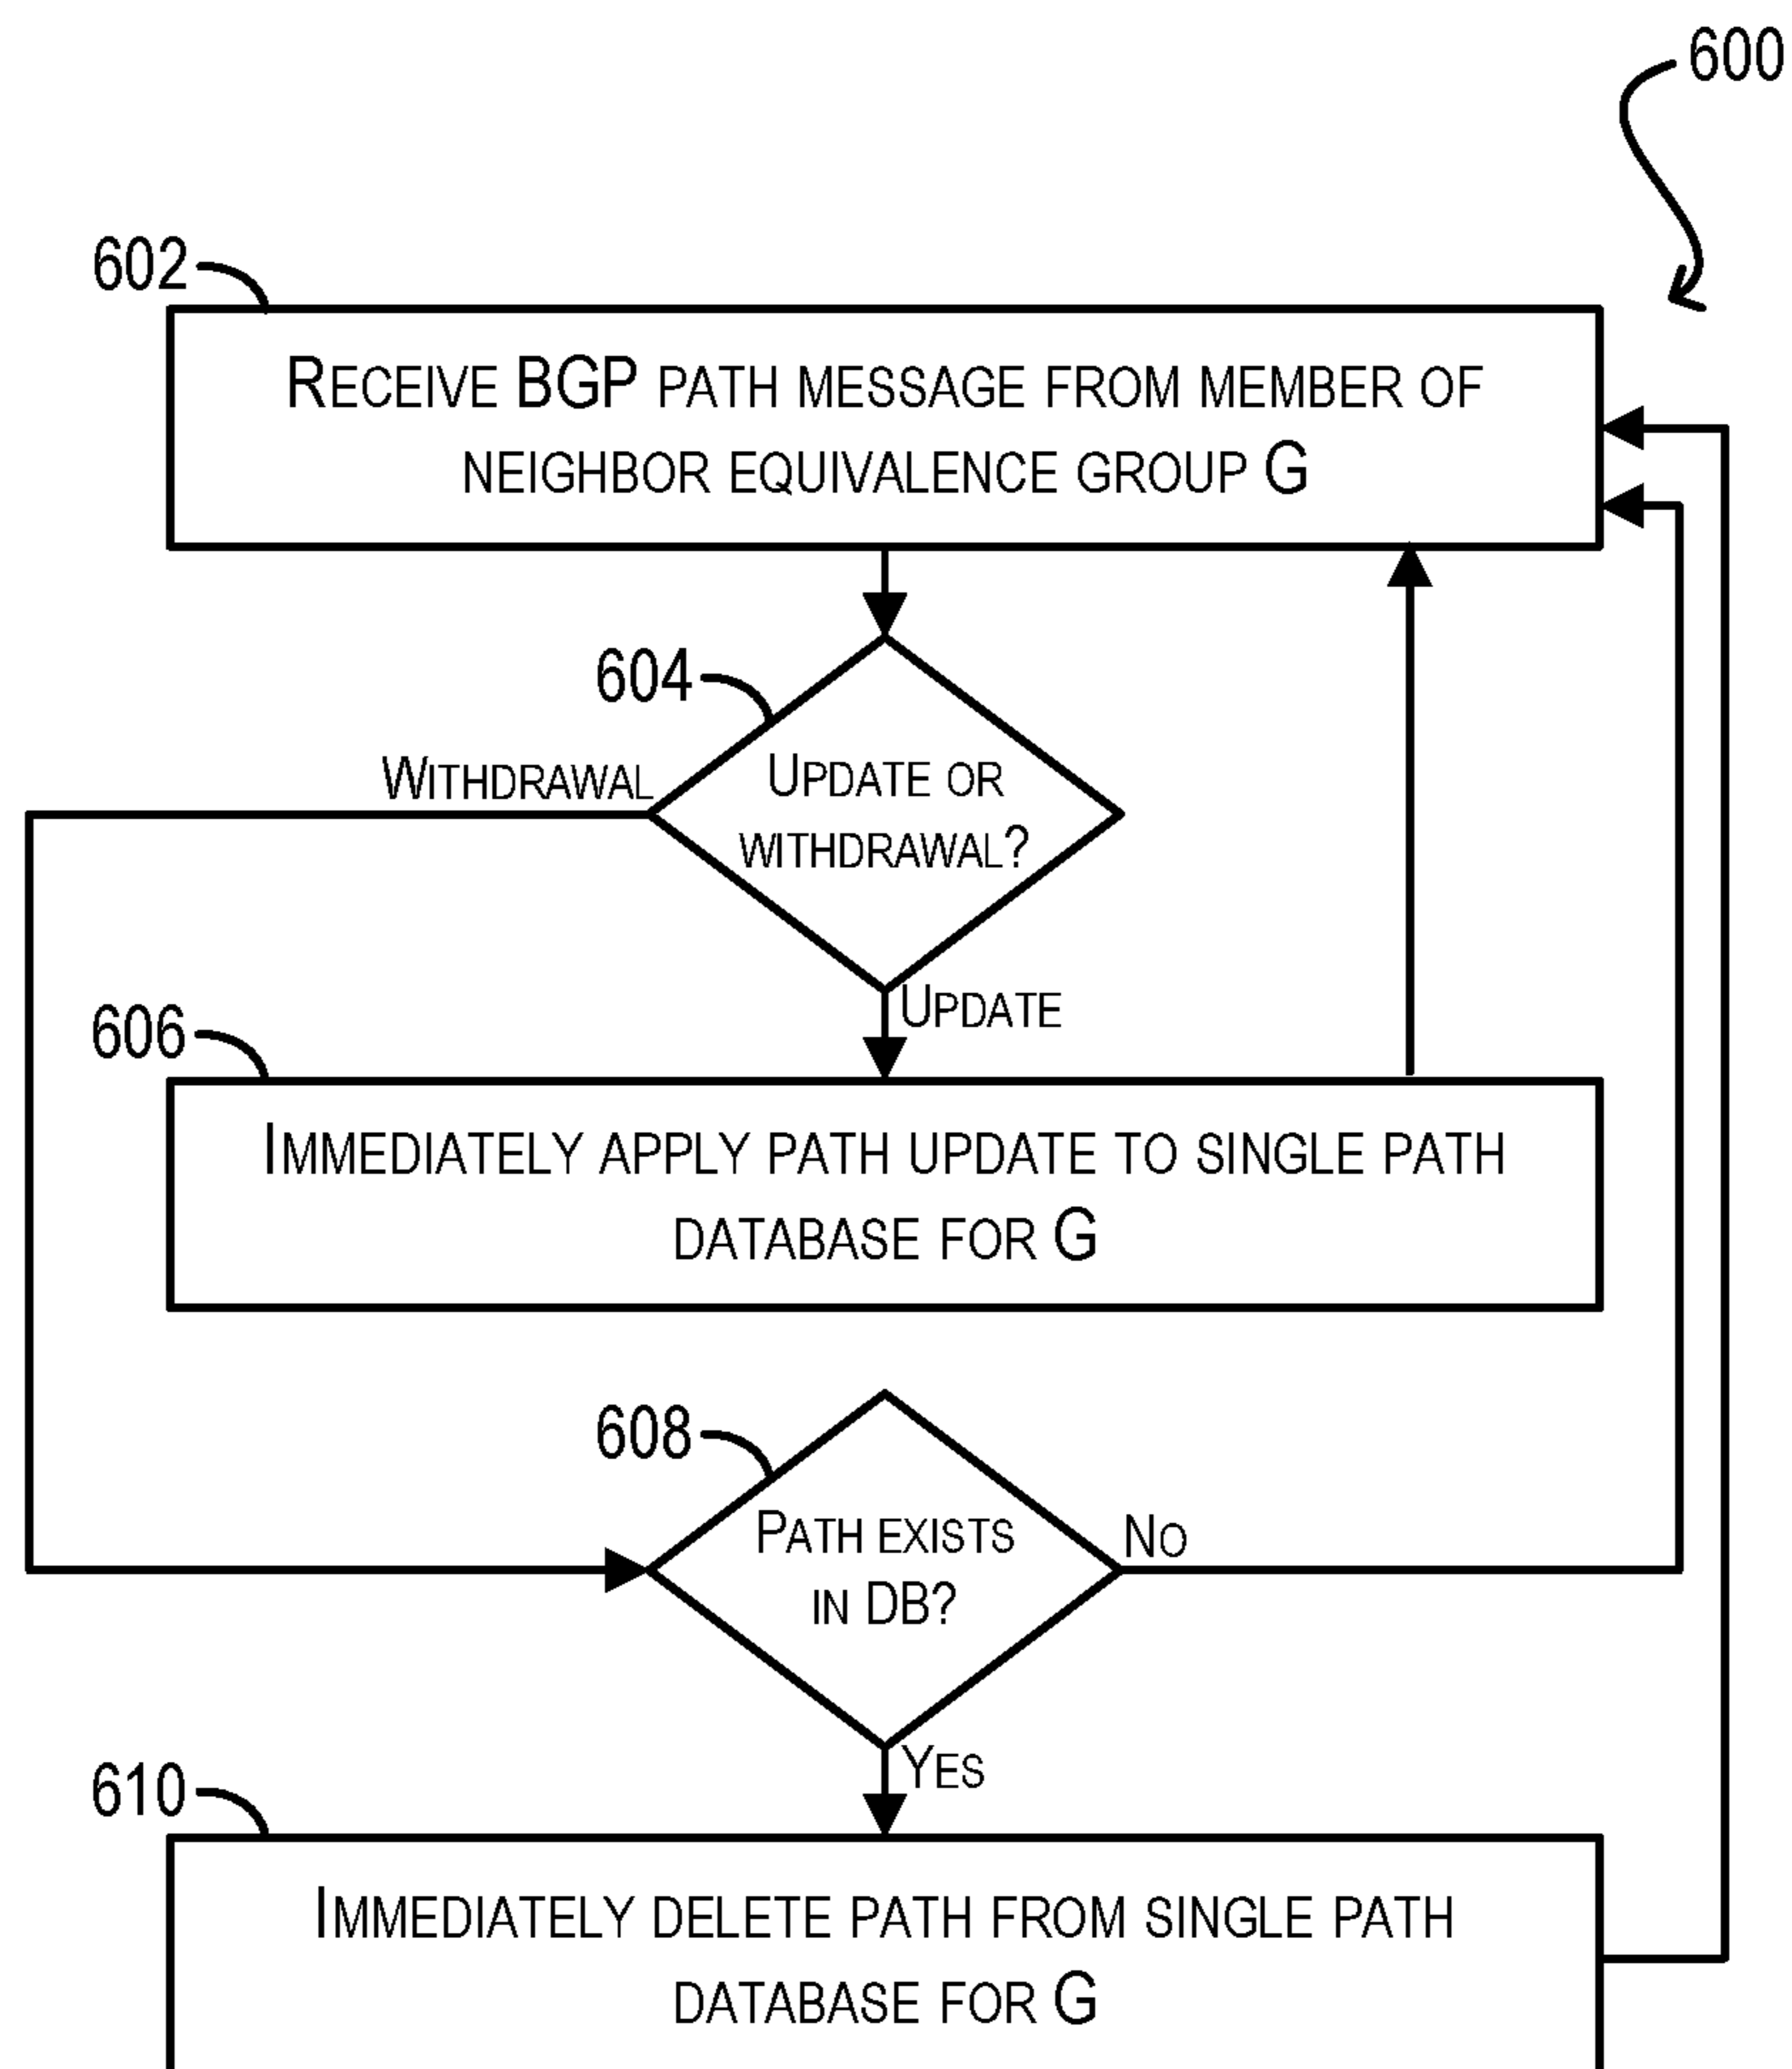 600
602
RECEIVE BGP PATH MESSAGE FROM MEMBER OF
NEIGHBOR EQUIVALENCE GROUP G
604
WITHDRAWAL
UPDATE OR
WITHDRAWAL?
UPDATE
606
IMMEDIATELY APPLY PATH UPDATE TO SINGLE PATH
DATABASE FOR G
608
PATH EXISTS
IN DB?
NO
YES
610
IMMEDIATELY DELETE PATH FROM SINGLE PATH
DATABASE FOR G